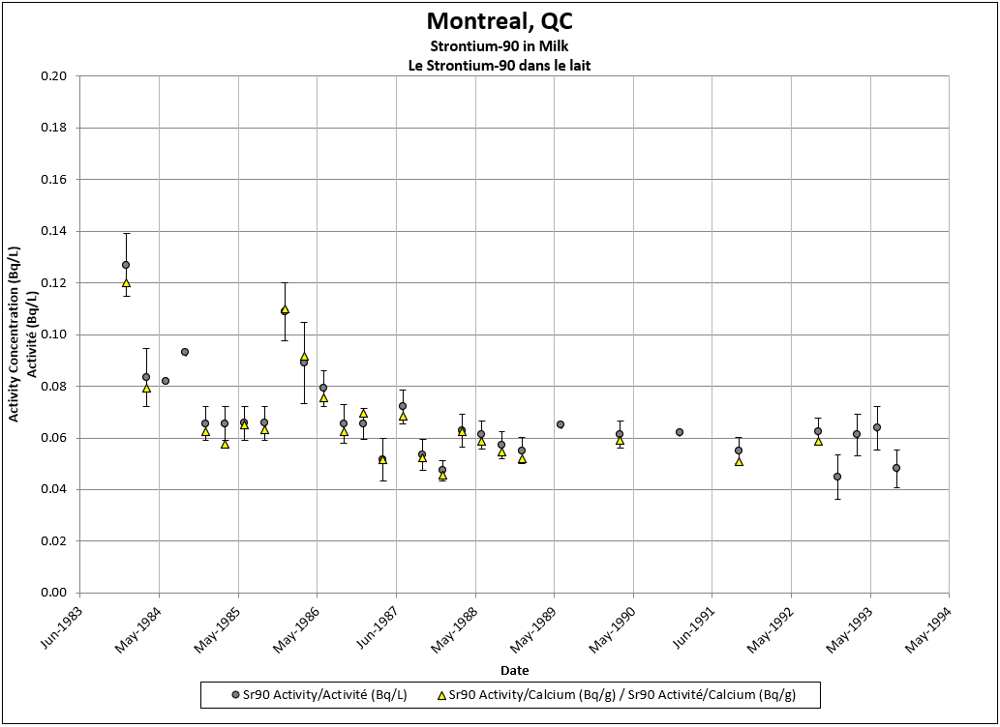 Montreal, QC
Strontium-90 in Milk
Le Strontium-90 dans le lait
Activity Concentration (Bq/L)
Activité (Bq/L)
0.20
0.18
0.16
0.14
0.12
0.10
0.08
0.06
0.04
0.02
0.00
Jun-1983
May-1984
May-1985
May-1986
Jun-1987
May-1988
May-1989
May-1990
Jun-1991
May-1992
May-1993
May-1994
Date
Sr90 Activity/Activité (Bq/L)
Sr90 Activity/Calcium (Bq/g) / Sr90 Activité/Calcium (Bq/g)